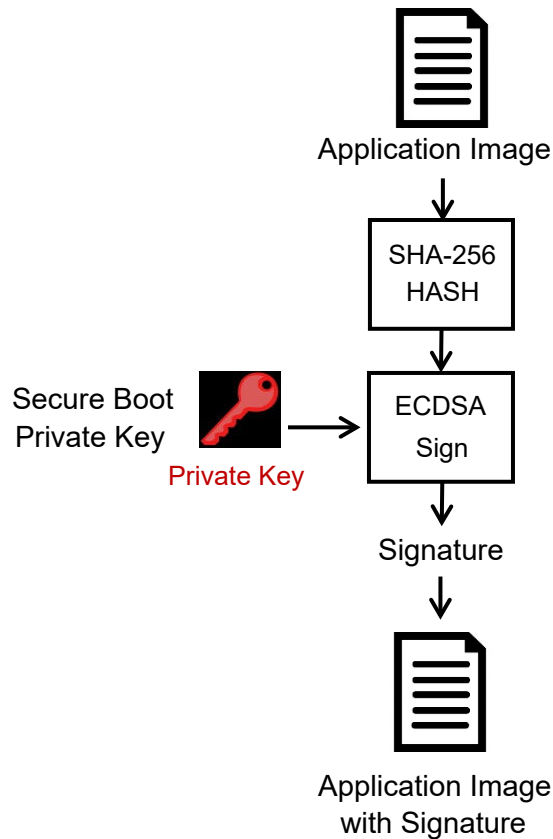 Application Image
SHA-256
HASH
Secure Boot
Private Key
Private Key
ECDSA
Sign
Signature
Application Image
with Signature